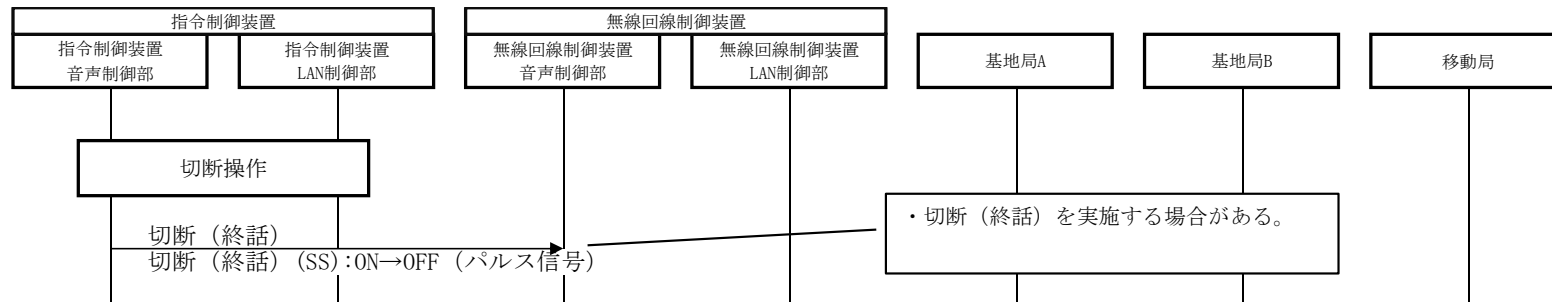 指令制御装置
無線回線制御装置
指令制御装置
音声制御部
指令制御装置
LAN制御部
無線回線制御装置
音声制御部
無線回線制御装置
LAN制御部
基地局A
基地局B
移動局
切断操作
・切断（終話）を実施する場合がある。
切断（終話）
切断（終話）(SS):ON→OFF（パルス信号）